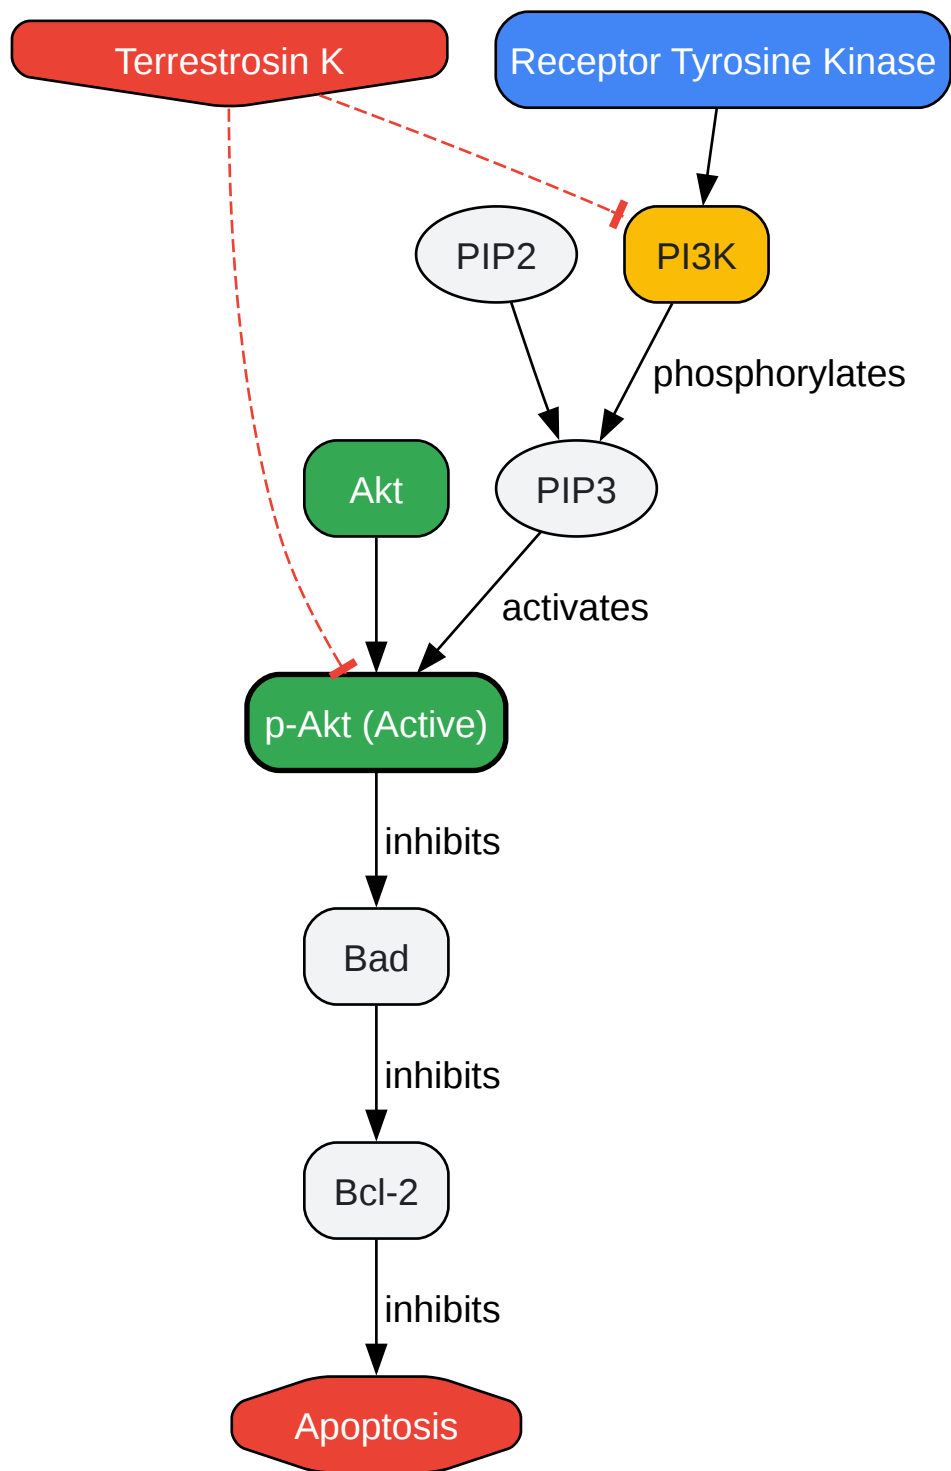 Terrestrosin K
Receptor Tyrosine Kinase
PIP2
PI3K
phosphorylates
Akt
PIP3
activates
p-Akt (Active)
inhibits
Bad
inhibits
Bcl-2
inhibits
Apoptosis